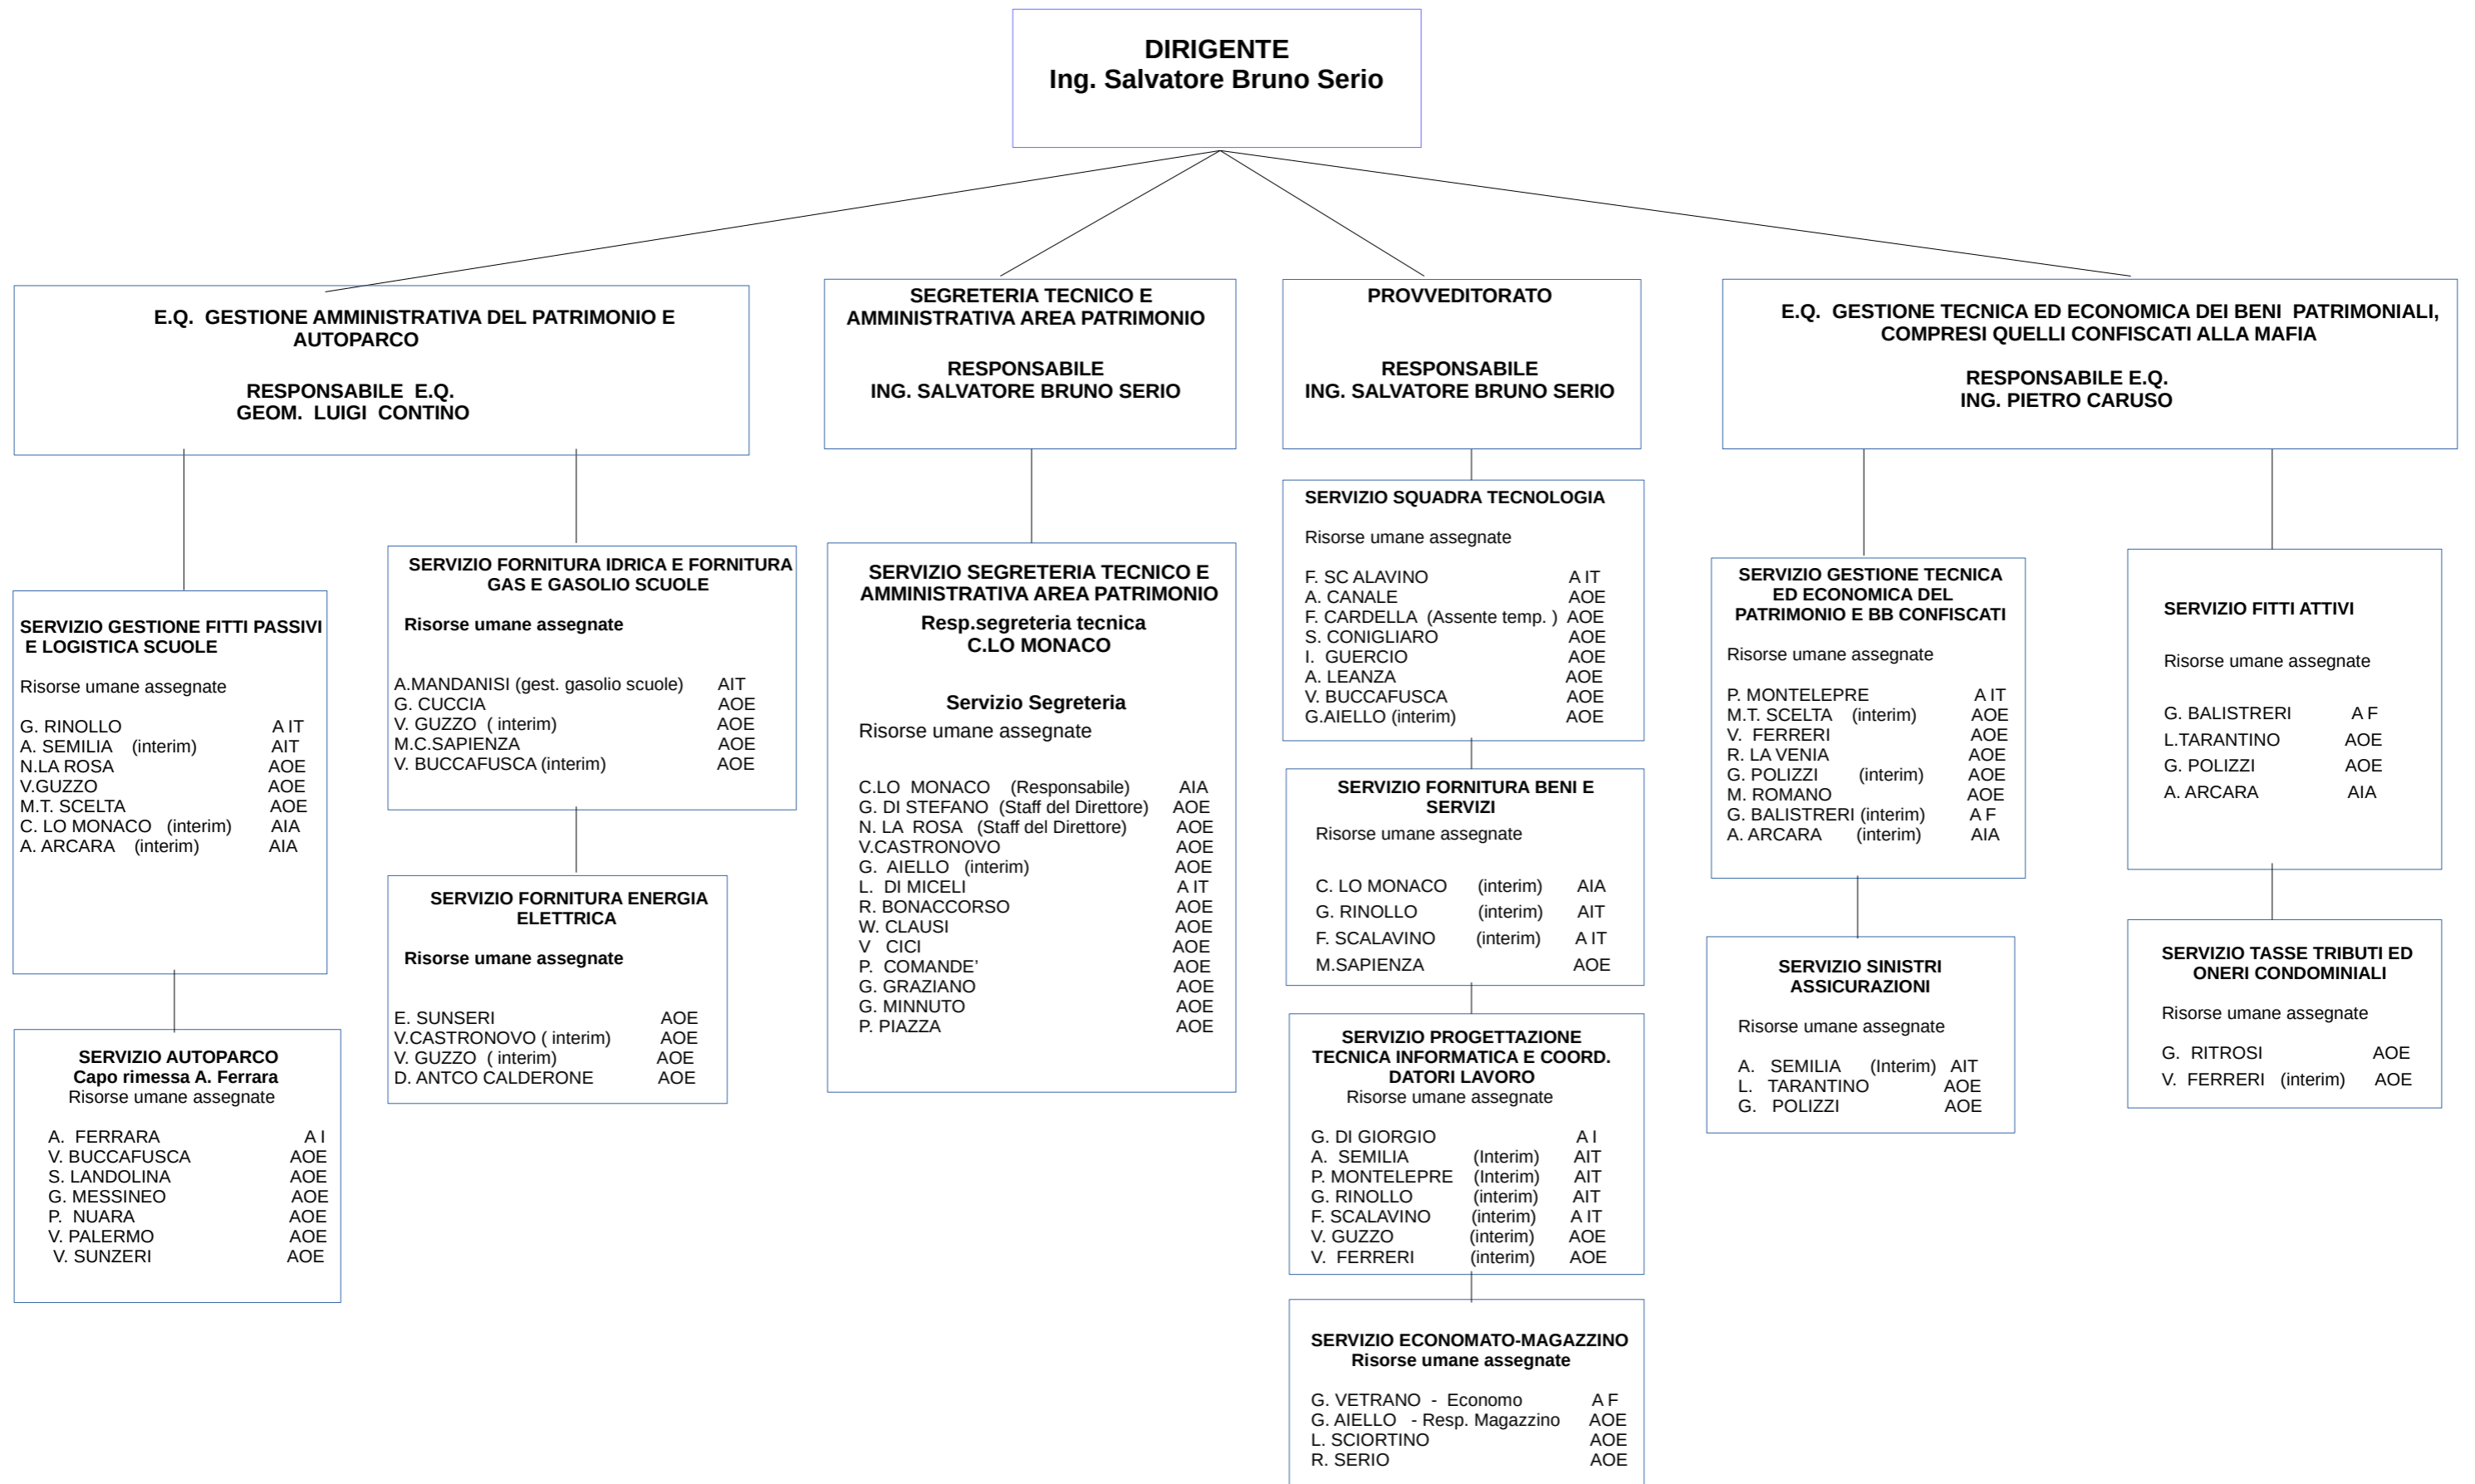 DIRIGENTE
Ing. Salvatore Bruno Serio
E.Q. GESTIONE AMMINISTRATIVA DEL PATRIMONIO E
AUTOPARCO
RESPONSABILE E.Q.
GEOM. LUIGI CONTINO
SEGRETERIA TECNICO E
AMMINISTRATIVA AREA PATRIMONIO
RESPONSABILE
ING. SALVATORE BRUNO SERIO
PROVVEDITORATO
RESPONSABILE
ING. SALVATORE BRUNO SERIO
E.Q. GESTIONE TECNICA ED ECONOMICA DEI BENI PATRIMONIALI,
COMPRESI QUELLI CONFISCATI ALLA MAFIA
RESPONSABILE E.Q.
ING. PIETRO CARUSO
SERVIZIO GESTIONE FITTI PASSIVI
E LOGISTICA SCUOLE
Risorse umane assegnate
G. RINOLLO A IT
A. SEMILIA (interim) AIT
N.LA ROSA AOE
V.GUZZO AOE
M.T. SCELTA AOE
C. LO MONACO (interim) AIA
A. ARCARA (interim) AIA
SERVIZIO AUTOPARCO
Capo rimessa A. Ferrara
Risorse umane assegnate
A. FERRARA A I
V. BUCCAFUSCA AOE
S. LANDOLINA AOE
G. MESSINEO AOE
P. NUARA AOE
V. PALERMO AOE
V. SUNZERI AOE
SERVIZIO FORNITURA IDRICA E FORNITURA
GAS E GASOLIO SCUOLE
Risorse umane assegnate
A.MANDANISI (gest. gasolio scuole) AIT
G. CUCCIA AOE
V. GUZZO ( interim) AOE
M.C.SAPIENZA AOE
V. BUCCAFUSCA (interim) AOE
SERVIZIO FORNITURA ENERGIA
ELETTRICA
Risorse umane assegnate
E. SUNSERI AOE
V.CASTRONOVO ( interim) AOE
V. GUZZO ( interim) AOE
D. ANTCO CALDERONE AOE
SERVIZIO SEGRETERIA TECNICO E
AMMINISTRATIVA AREA PATRIMONIO
Resp.segreteria tecnica
C.LO MONACO
Servizio Segreteria
Risorse umane assegnate
C.LO MONACO (Responsabile) AIA
G. DI STEFANO (Staff del Direttore) AOE
N. LA ROSA (Staff del Direttore) AOE
V.CASTRONOVO AOE
G. AIELLO (interim) AOE
L. DI MICELI A IT
R. BONACCORSO AOE
W. CLAUSI AOE
V CICI AOE
P. COMANDE’ AOE
G. GRAZIANO AOE
G. MINNUTO AOE
P. PIAZZA AOE
SERVIZIO SQUADRA TECNOLOGIA
Risorse umane assegnate
F. SC ALAVINO A IT
A. CANALE AOE
F. CARDELLA (Assente temp. ) AOE
S. CONIGLIARO AOE
I. GUERCIO AOE
A. LEANZA AOE
V. BUCCAFUSCA AOE
G.AIELLO (interim) AOE
SERVIZIO FORNITURA BENI E
SERVIZI
Risorse umane assegnate
C. LO MONACO (interim) AIA
G. RINOLLO (interim) AIT
F. SCALAVINO (interim) A IT
M.SAPIENZA AOE
SERVIZIO PROGETTAZIONE
TECNICA INFORMATICA E COORD.
DATORI LAVORO
Risorse umane assegnate
G. DI GIORGIO A I
A. SEMILIA (Interim) AIT
P. MONTELEPRE (Interim) AIT
G. RINOLLO (interim) AIT
F. SCALAVINO (interim) A IT
V. GUZZO (interim) AOE
V. FERRERI (interim) AOE
SERVIZIO ECONOMATO-MAGAZZINO
Risorse umane assegnate
G. VETRANO - Economo A F
G. AIELLO - Resp. Magazzino AOE
L. SCIORTINO AOE
R. SERIO AOE
SERVIZIO GESTIONE TECNICA
ED ECONOMICA DEL
PATRIMONIO E BB CONFISCATI
Risorse umane assegnate
P. MONTELEPRE A IT
M.T. SCELTA (interim) AOE
V. FERRERI AOE
R. LA VENIA AOE
G. POLIZZI (interim) AOE
M. ROMANO AOE
G. BALISTRERI (interim) A F
A. ARCARA (interim) AIA
SERVIZIO SINISTRI
ASSICURAZIONI
Risorse umane assegnate
A. SEMILIA (Interim) AIT
L. TARANTINO AOE
G. POLIZZI AOE
SERVIZIO FITTI ATTIVI
Risorse umane assegnate
G. BALISTRERI A F
L.TARANTINO AOE
G. POLIZZI AOE
A. ARCARA AIA
SERVIZIO TASSE TRIBUTI ED
ONERI CONDOMINIALI
Risorse umane assegnate
G. RITROSI AOE
V. FERRERI (interim) AOE